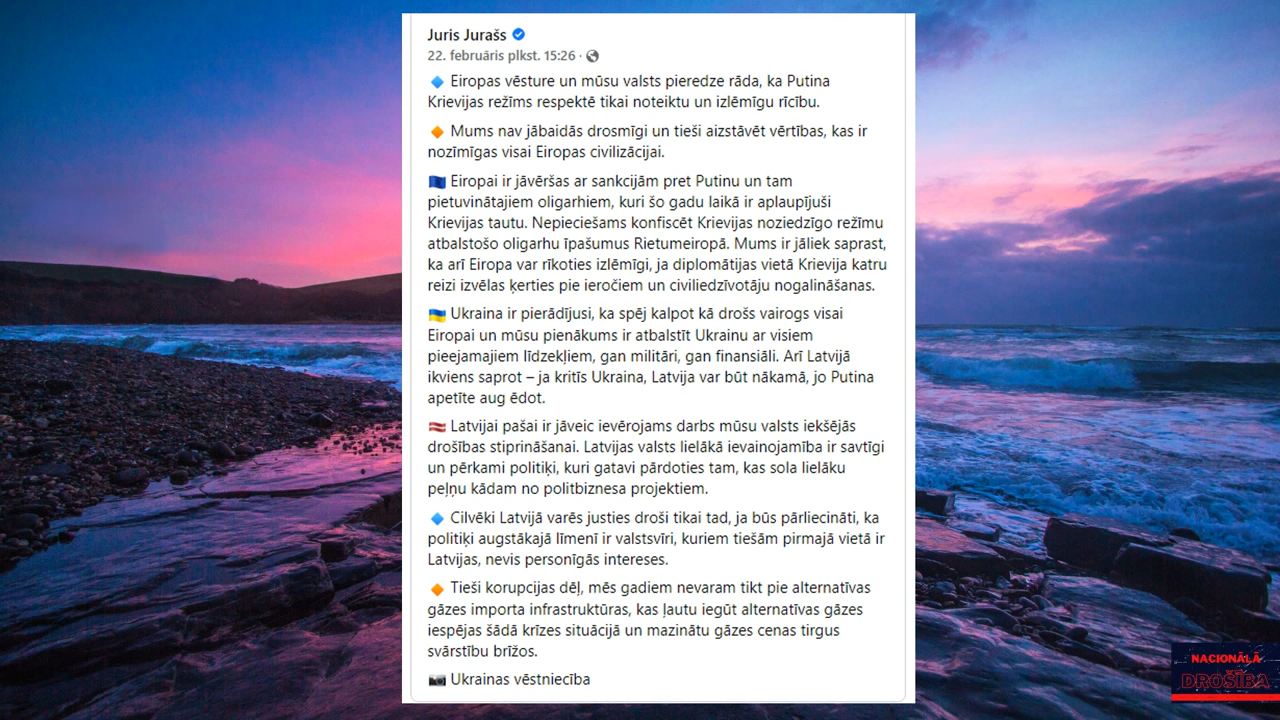 Juris Jurašs
22. februāris plkst. 15:26 ·
🔷 Eiropas vēsture un mūsu valsts pieredze rāda, ka Putina
Krievijas režīms respektē tikai noteiktu un izlēmīgu rīcību.
🔶 Mums nav jābaidās drosmīgi un tieši aizstāvēt vērtības, kas ir
nozīmīgas visai Eiropas civilizācijai.
🇪🇺 Eiropai ir jāvēršas ar sankcijām pret Putinu un tam
pietuvinātajiem oligarhiem, kuri šo gadu laikā ir aplaupījuši
Krievijas tautu. Nepieciešams konfiscēt Krievijas noziedzīgo režīmu
atbalstošo oligarhu īpašumus Rietumeiropā. Mums ir jāliek saprast,
ka arī Eiropa var rīkoties izlēmīgi, ja diplomātijas vietā Krievija katru
reizi izvēlas ķerties pie ieročiem un civiliedzīvotāju nogalināšanas.
🇺🇦 Ukraina ir pierādījusi, ka spēj kalpot kā drošs vairogs visai
Eiropai un mūsu pienākums ir atbalstīt Ukrainu ar visiem
pieejamajiem līdzekļiem, gan militāri, gan finansiāli. Arī Latvijā
ikviens saprot – ja kritīs Ukraina, Latvija var būt nākamā, jo Putina
apetīte aug ēdot.
🇱🇻 Latvijai pašai ir jāveic ievērojams darbs mūsu valsts iekšējās
drošības stiprināšanai. Latvijas valsts lielākā ievainojamība ir savtīgi
un pērkami politiķi, kuri gatavi pārdoties tam, kas sola lielāku
peļņu kādam no politbiznesa projektiem.
🔷 Cilvēki Latvijā varēs justies droši tikai tad, ja būs pārliecināti, ka
politiķi augstākajā līmenī ir valstsvīri, kuriem tiešām pirmajā vietā ir
Latvijas, nevis personīgās intereses.
🔶 Tieši korupcijas dēļ, mēs gadiem nevaram tikt pie alternatīvas
gāzes importa infrastruktūras, kas ļautu iegūt alternatīvas gāzes
iespējas šādā krīzes situācijā un mazinātu gāzes cenas tirgus
svārstību brīžos.
📷 Ukrainas vēstniecība
NACIONĀLĀ
DROŠĪBA